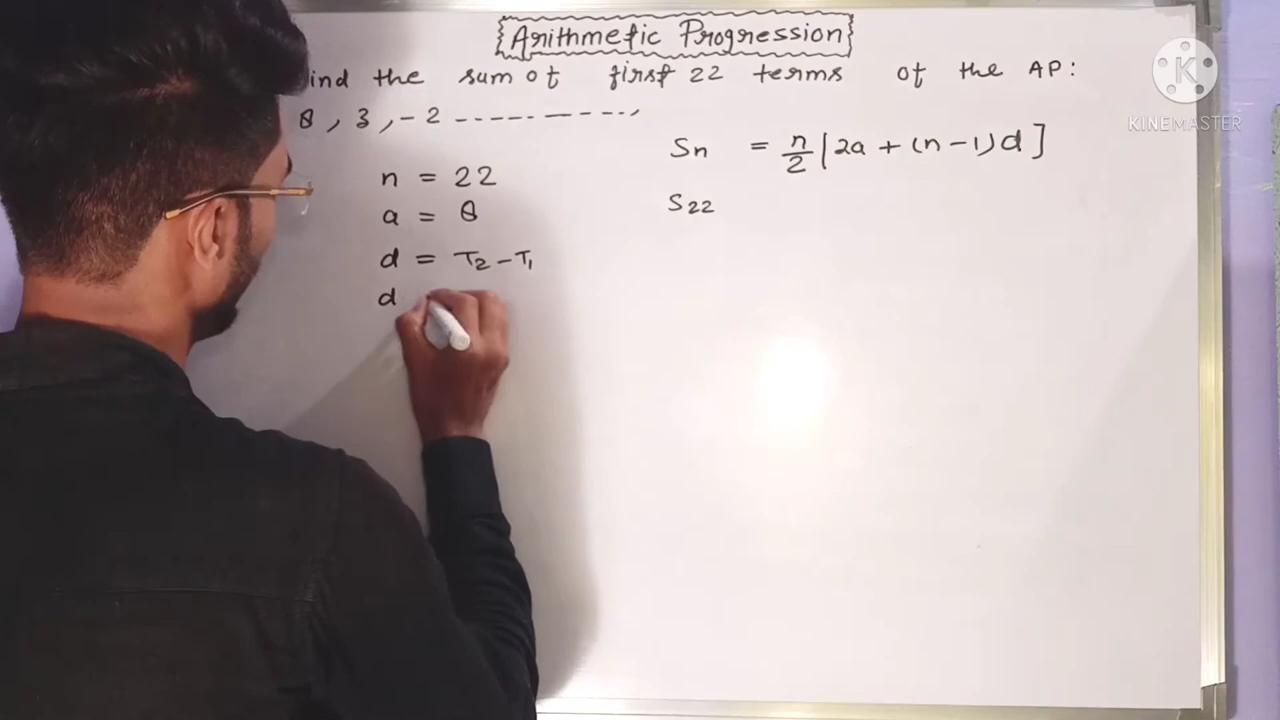 Arithmetic Progression
ind the sum of first 22 terms of the AP:
8, 3, -2 ----------,
n = 22
a = 8
d = T₂ - T₁
d
Sn = n/2 [2a + (n - 1)d]
S₂₂
K
KINEMASTER